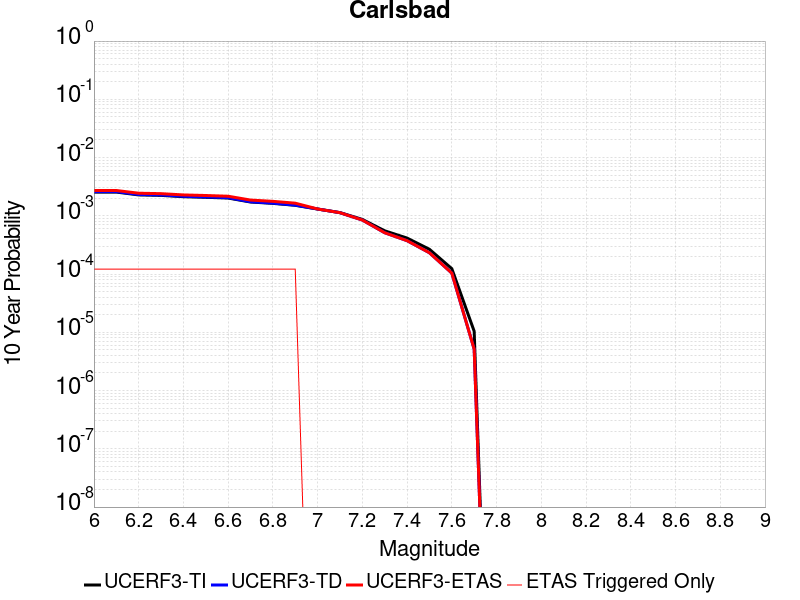 Carlsbad
10 0
10 -1
10 -2
10 -3
10 -4
10 -5
10 -6
10 -7
10 -8
10 Year Probability
6 6.2 6.4 6.6 6.8 7 7.2 7.4 7.6 7.8 8 8.2 8.4 8.6 8.8 9
Magnitude
UCERF3-TI UCERF3-TD UCERF3-ETAS ETAS Triggered Only